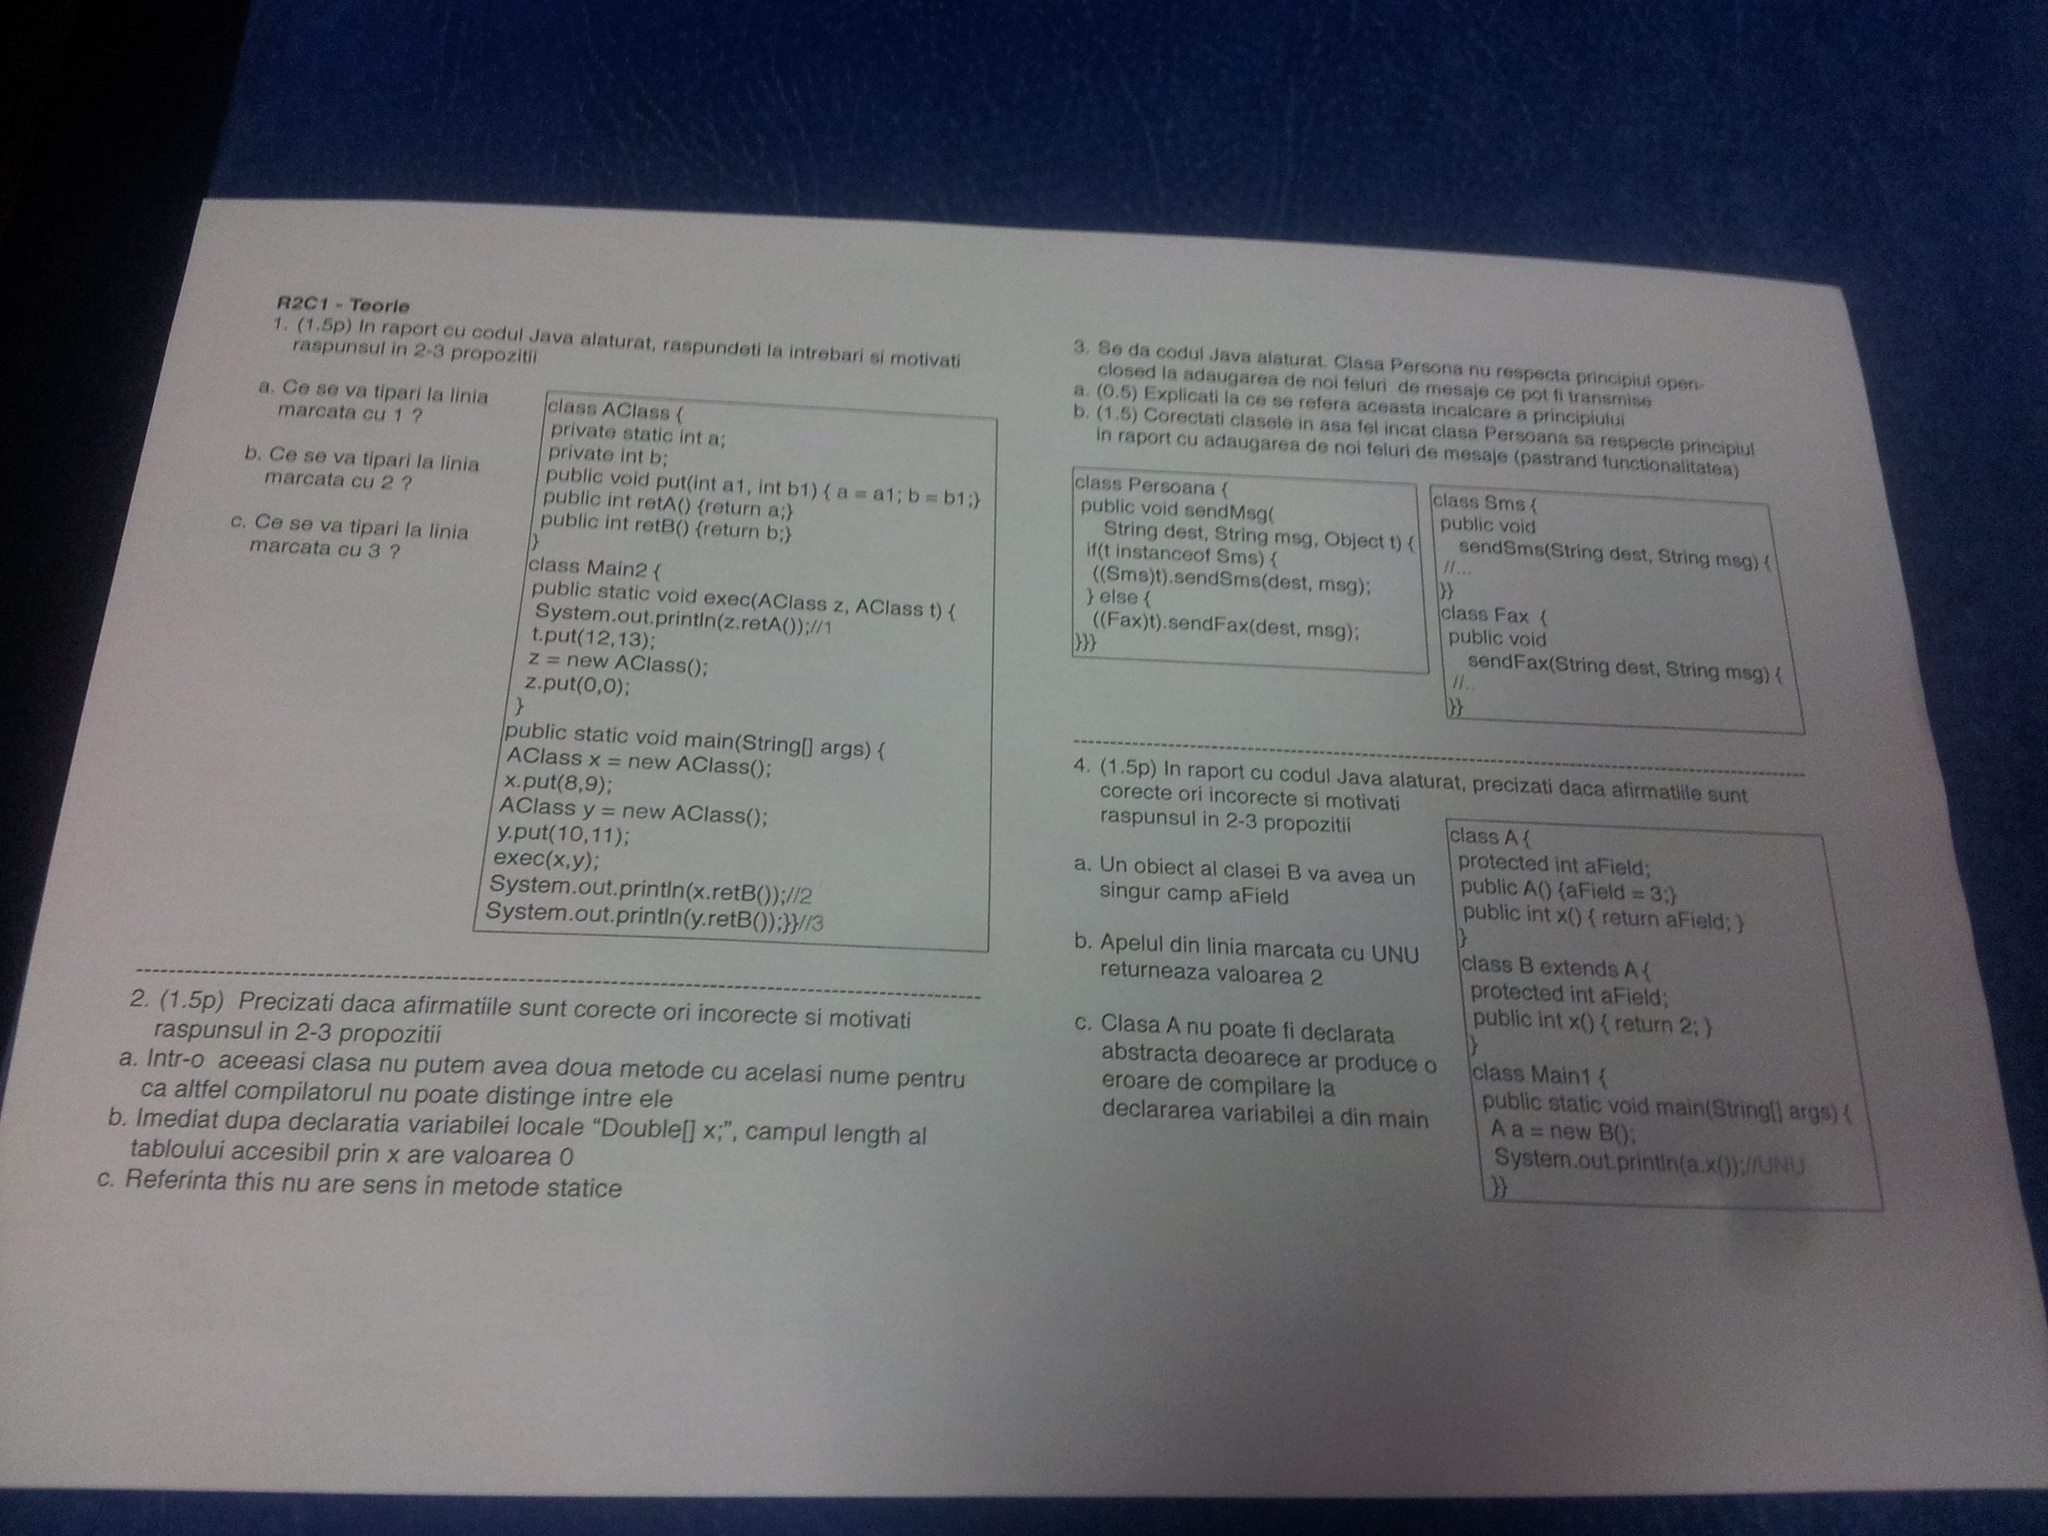 R2C1 - Teorie
1. (1.5p) In raport cu codul Java alaturat, raspundeti la intrebari si motivati
raspunsul in 2-3 propozitii
a. Ce se va tipari la linia
marcata cu 1 ?
b. Ce se va tipari la linia
marcata cu 2 ?
c. Ce se va tipari la linia
marcata cu 3 ?
class AClass {
private static int a;
private int b;
public void put(int a1, int b1) { a = a1; b = b1;}
public int retA() {return a;}
public int retB() {return b;}
}
class Main2 {
public static void exec(AClass z, AClass t) {
System.out.println(z.retA());//1
t.put(12,13);
z = new AClass();
z.put(0,0);
}
public static void main(String[] args) {
AClass x = new AClass();
x.put(8,9);
AClass y = new AClass();
y.put(10,11);
exec(x,y);
System.out.println(x.retB());//2
System.out.println(y.retB());}}//3
2. (1.5p) Precizati daca afirmatiile sunt corecte ori incorecte si motivati
raspunsul in 2-3 propozitii
a. Intr-o aceeasi clasa nu putem avea doua metode cu acelasi nume pentru
ca altfel compilatorul nu poate distinge intre ele
b. Imediat dupa declaratia variabilei locale “Double[] x;”, campul length al
tabloului accesibil prin x are valoarea 0
c. Referinta this nu are sens in metode statice
3. Se da codul Java alaturat. Clasa Persona nu respecta principiul open-
closed la adaugarea de noi feluri de mesaje ce pot fi transmise
a. (0.5) Explicati la ce se refera aceasta incalcare a principiului
b. (1.5) Corectati clasele in asa fel incat clasa Persoana sa respecte principiul
in raport cu adaugarea de noi feluri de mesaje (pastrand functionalitatea)
class Persoana {
public void sendMsg(
String dest, String msg, Object t) {
if(t instanceof Sms) {
((Sms)t).sendSms(dest, msg);
} else {
((Fax)t).sendFax(dest, msg);
}}}
class Sms {
public void
sendSms(String dest, String msg) {
//...
}}
class Fax {
public void
sendFax(String dest, String msg) {
//..
}}
4. (1.5p) In raport cu codul Java alaturat, precizati daca afirmatiile sunt
corecte ori incorecte si motivati
raspunsul in 2-3 propozitii
a. Un obiect al clasei B va avea un
singur camp aField
b. Apelul din linia marcata cu UNU
returneaza valoarea 2
c. Clasa A nu poate fi declarata
abstracta deoarece ar produce o
eroare de compilare la
declararea variabilei a din main
class A {
protected int aField;
public A() {aField = 3;}
public int x() { return aField; }
}
class B extends A {
protected int aField;
public int x() { return 2; }
}
class Main1 {
public static void main(String[] args) {
A a = new B();
System.out.println(a.x());//UNU
}}